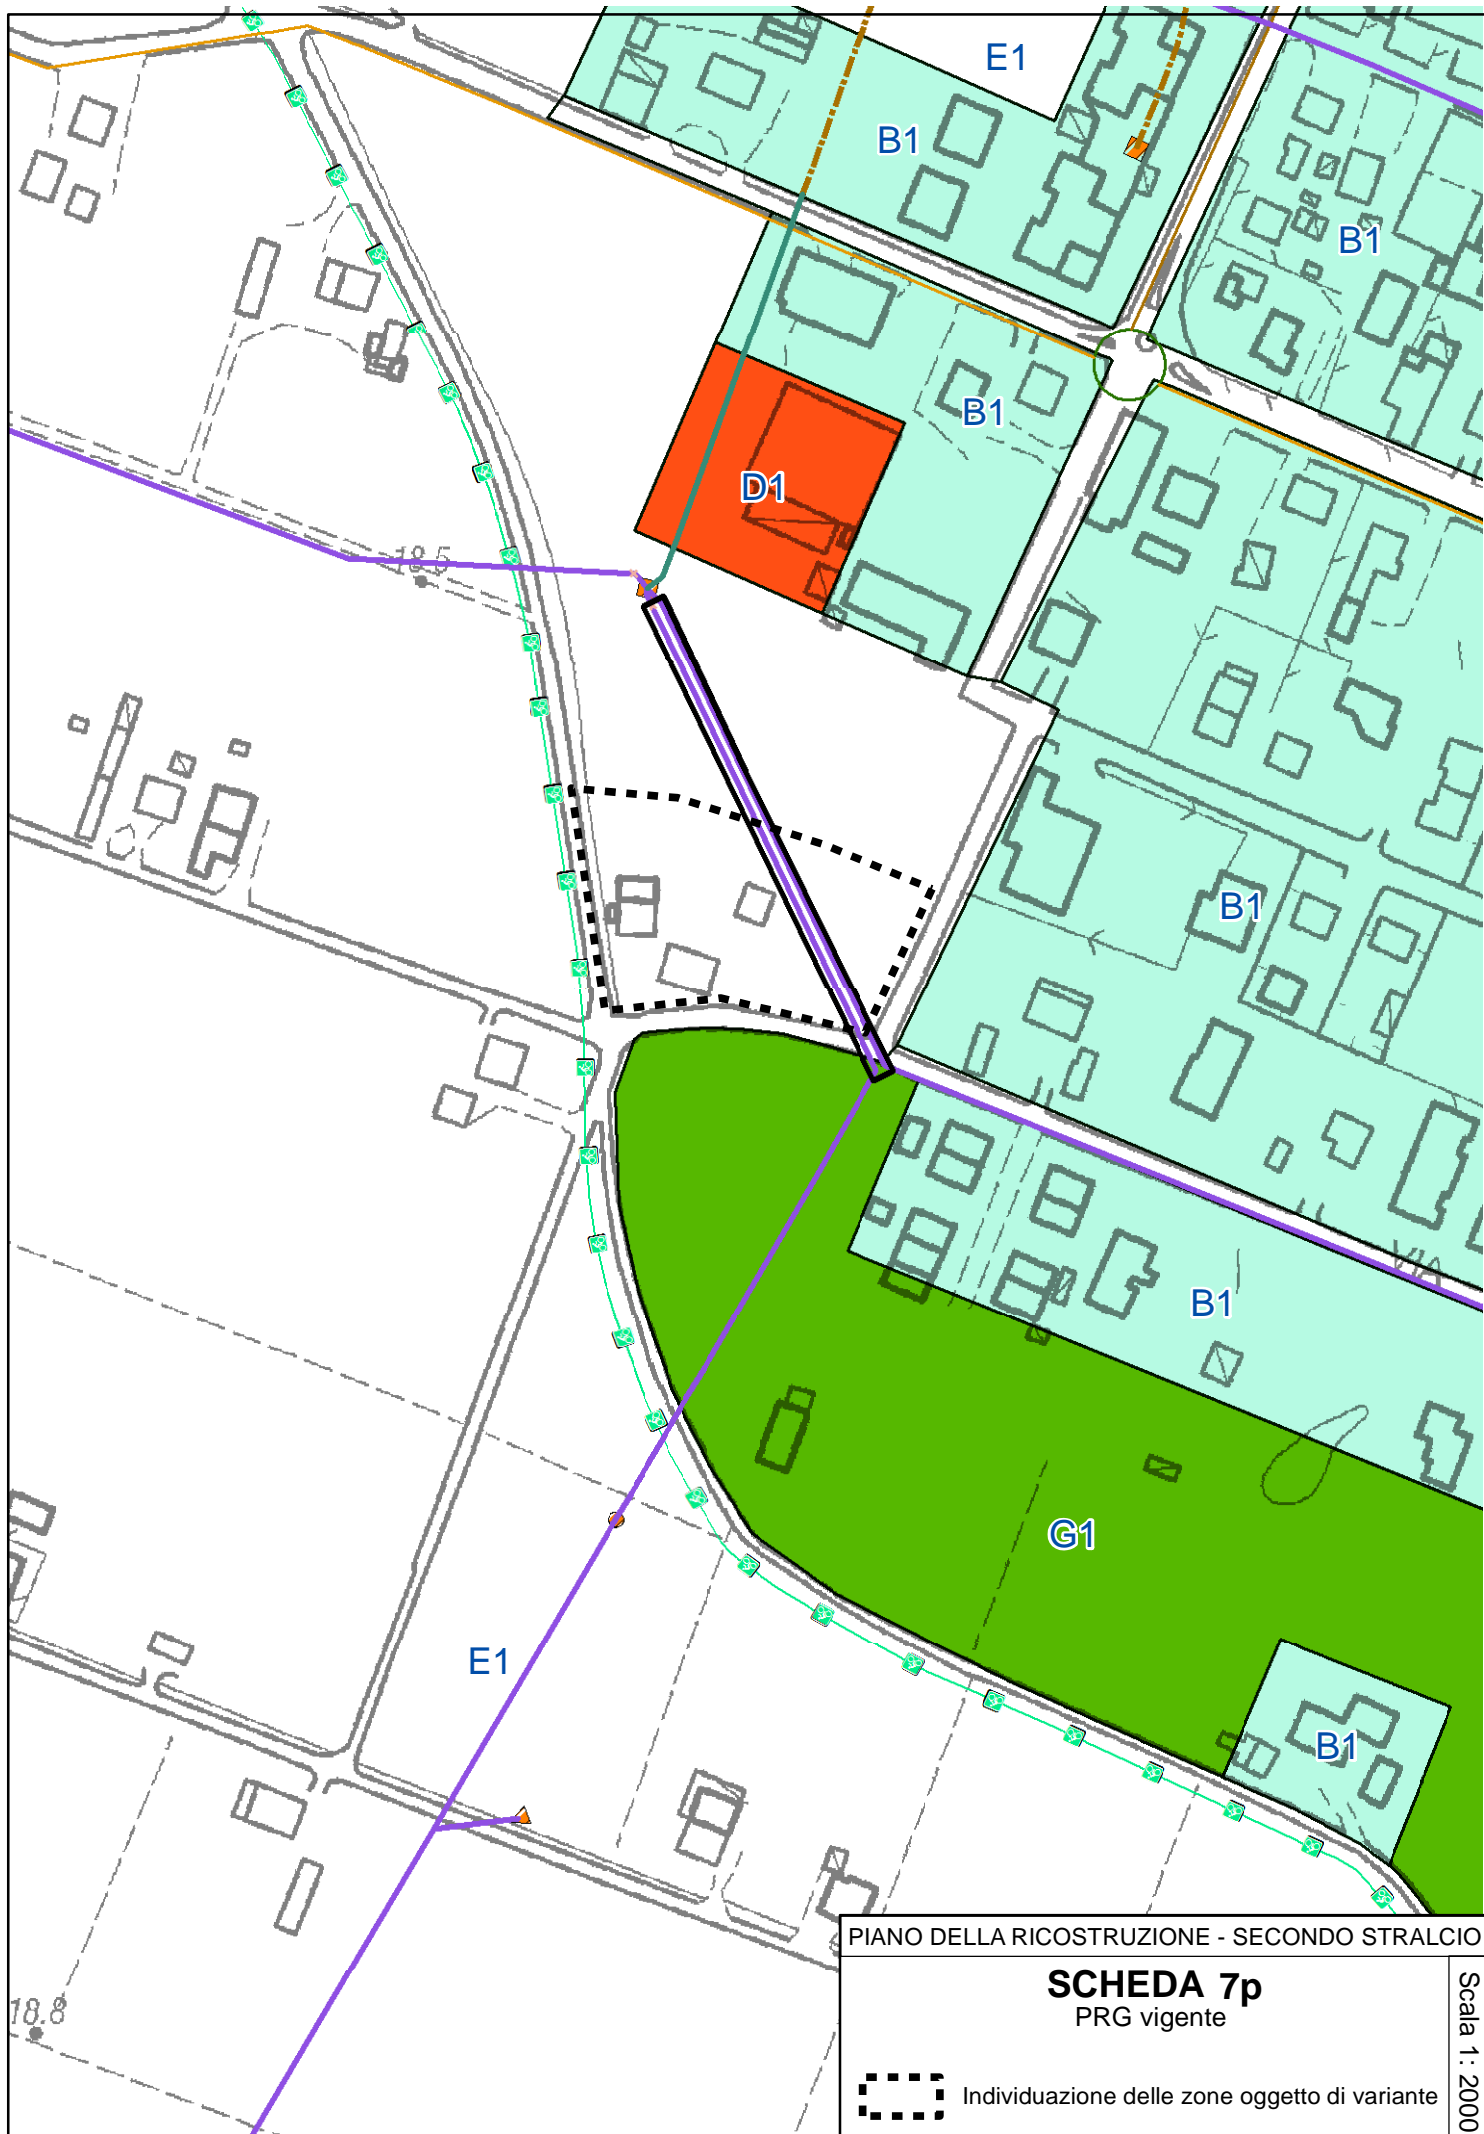 E1
B1
B1
B1
D1
18.5
B1
B1
VIA
G1
E1
B1
18.8
PIANO DELLA RICOSTRUZIONE - SECONDO STRALCIO
SCHEDA 7p
PRG vigente
Individuazione delle zone oggetto di variante
Scala 1: 2000